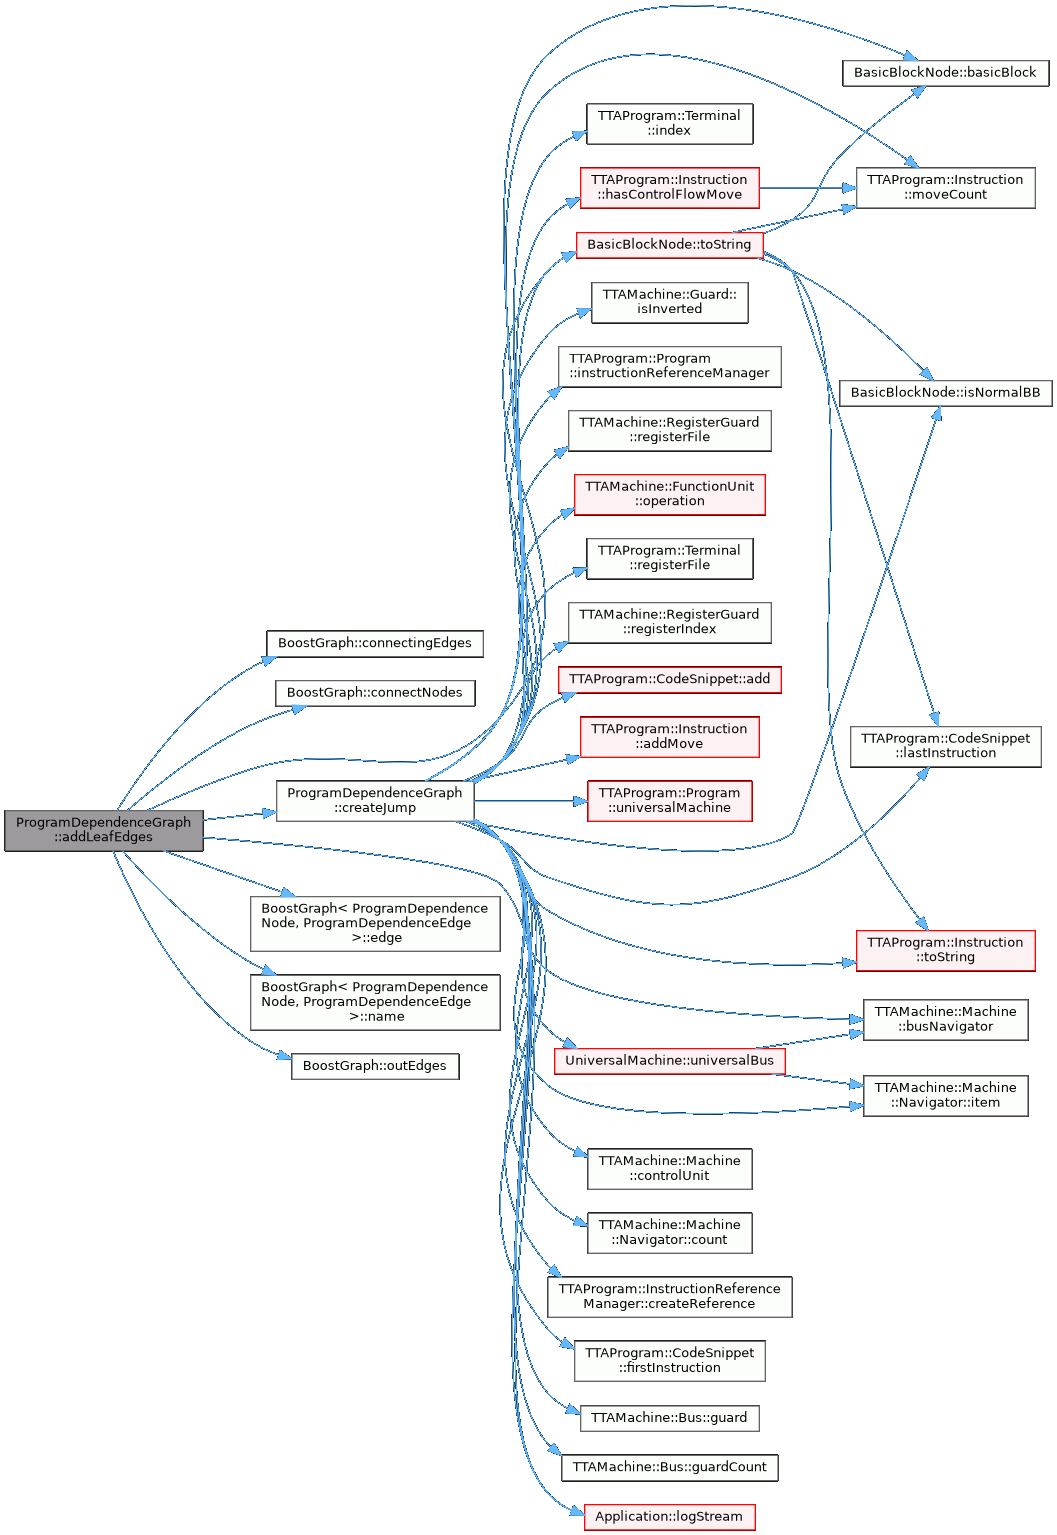 BasicBlockNode::basicBlock
TTAProgram::Terminal
::index
TTAProgram::Instruction
::hasControlFlowMove
TTAProgram::Instruction
::moveCount
BasicBlockNode::toString
TTAMachine::Guard::
isInverted
TTAProgram::Program
::instructionReferenceManager
BasicBlockNode::isNormalBB
TTAMachine::RegisterGuard
::registerFile
TTAMachine::FunctionUnit
::operation
TTAProgram::Terminal
::registerFile
TTAMachine::RegisterGuard
::registerIndex
BoostGraph::connectingEdges
TTAProgram::CodeSnippet::add
BoostGraph::connectNodes
TTAProgram::Instruction
::addMove
TTAProgram::CodeSnippet
::lastInstruction
ProgramDependenceGraph
::createJump
TTAProgram::Program
::universalMachine
ProgramDependenceGraph
::addLeafEdges
BoostGraph< ProgramDependence
Node, ProgramDependenceEdge
>::edge
TTAProgram::Instruction
::toString
BoostGraph< ProgramDependence
Node, ProgramDependenceEdge
>::name
TTAMachine::Machine
::busNavigator
BoostGraph::outEdges
UniversalMachine::universalBus
TTAMachine::Machine
::Navigator::item
TTAMachine::Machine
::controlUnit
TTAMachine::Machine
::Navigator::count
TTAProgram::InstructionReference
Manager::createReference
TTAProgram::CodeSnippet
::firstInstruction
TTAMachine::Bus::guard
TTAMachine::Bus::guardCount
Application::logStream